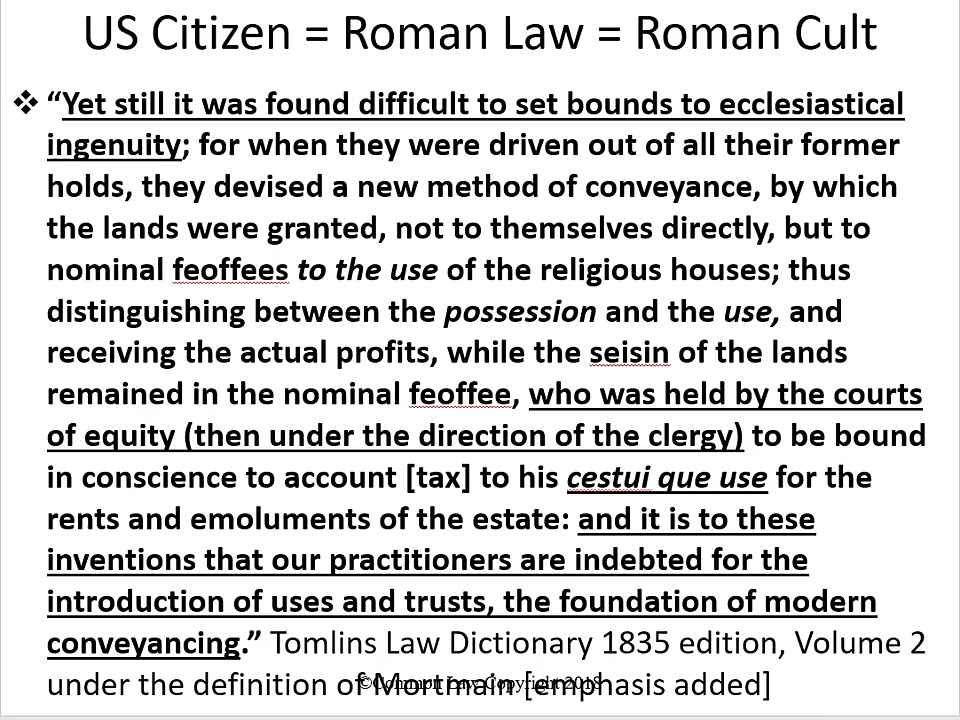 US Citizen = Roman Law = Roman Cult
❖ “Yet still it was found difficult to set bounds to ecclesiastical
ingenuity; for when they were driven out of all their former
holds, they devised a new method of conveyance, by which
the lands were granted, not to themselves directly, but to
nominal feoffees to the use of the religious houses; thus
distinguishing between the possession and the use, and
receiving the actual profits, while the seisin of the lands
remained in the nominal feoffee, who was held by the courts
of equity (then under the direction of the clergy) to be bound
in conscience to account [tax] to his cestui que use for the
rents and emoluments of the estate: and it is to these
inventions that our practitioners are indebted for the
introduction of uses and trusts, the foundation of modern
conveyancing.” Tomlins Law Dictionary 1835 edition, Volume 2
under the definition of Mortmain [emphasis added]
©Common Law Copyright 2018